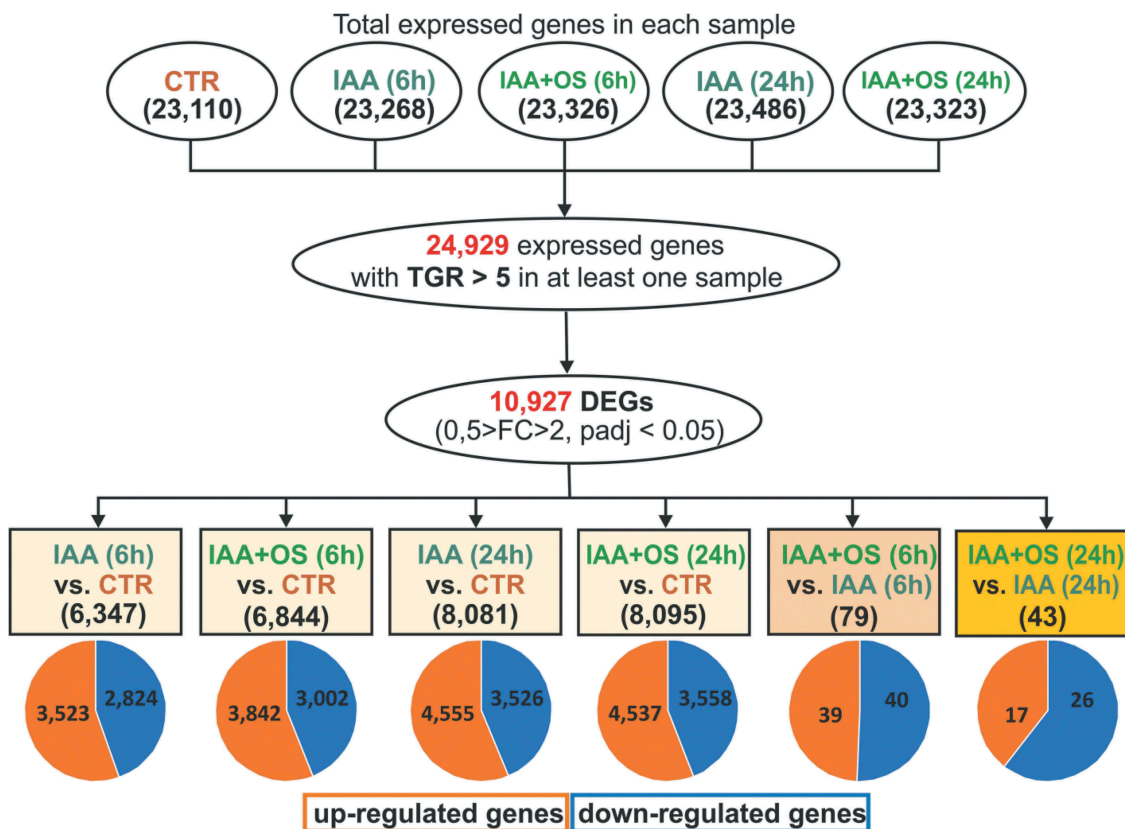 Total expressed genes in each sample
CTR
(23,110)
IAA (6h)
(23,268)
IAA+OS (6h)
(23,326)
IAA (24h)
(23,486)
IAA+OS (24h)
(23,323)
24,929 expressed genes
with TGR > 5 in at least one sample
10,927 DEGs
(0,5>FC>2, padj < 0.05)
IAA (6h)
vs. CTR
(6,347)
IAA+OS (6h)
vs. CTR
(6,844)
IAA (24h)
vs. CTR
(8,081)
IAA+OS (24h)
vs. CTR
(8,095)
IAA+OS (6h)
vs. IAA (6h)
(79)
IAA+OS (24h)
vs. IAA (24h)
(43)
3,523
2,824
3,842
3,002
4,555
3,526
4,537
3,558
39
40
17
26
up-regulated genes
down-regulated genes